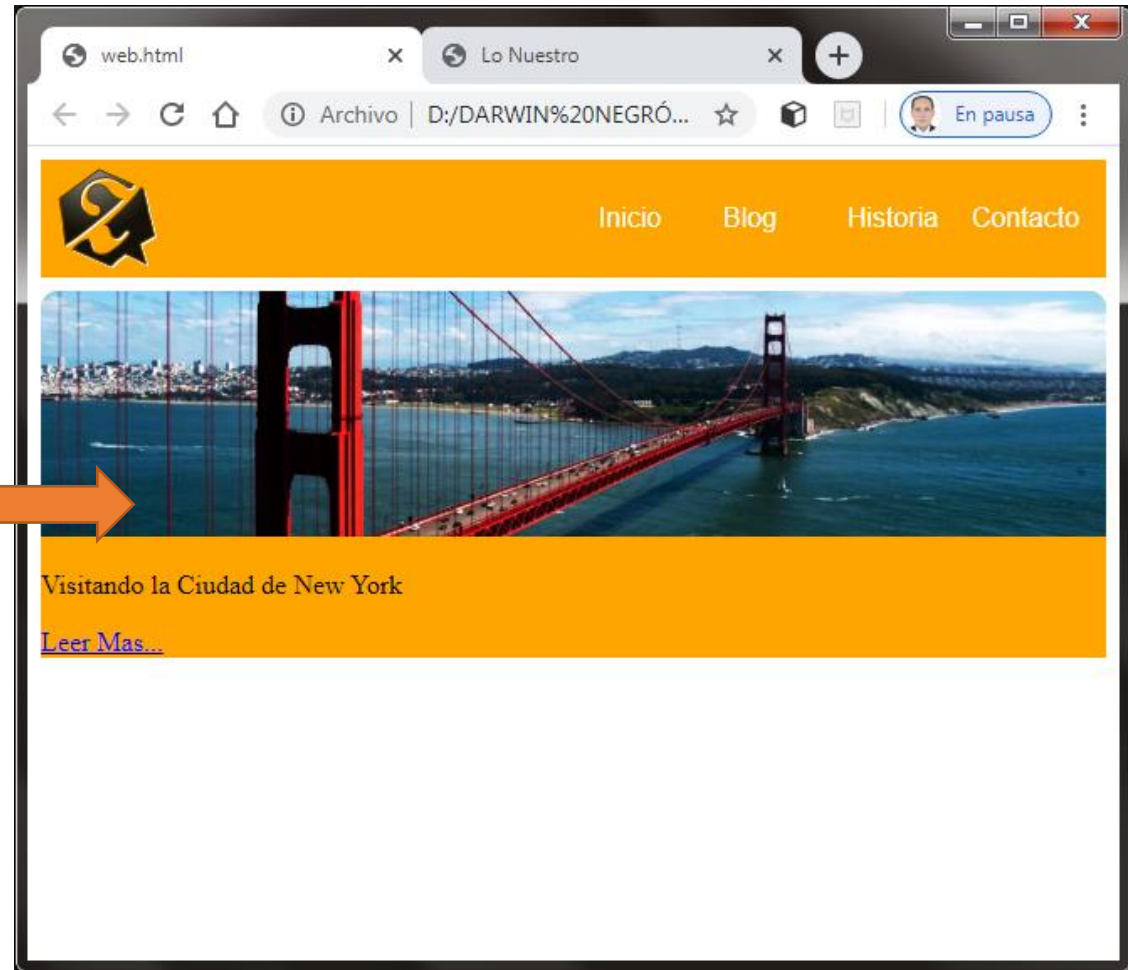 web.html
Lo Nuestro
Archivo | D:/DARWIN%20NEGRÓ... En pausa
Inicio Blog Historia Contacto
Visitando la Ciudad de New York
Leer Mas...